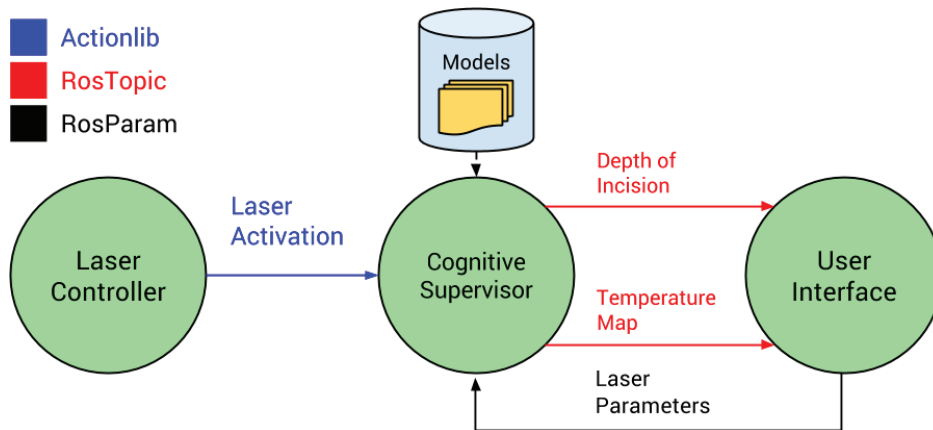 Actionlib
RosTopic
RosParam
Models
Laser
Controller
Laser
Activation
Cognitive
Supervisor
Depth of
Incision
Temperature
Map
Laser
Parameters
User
Interface